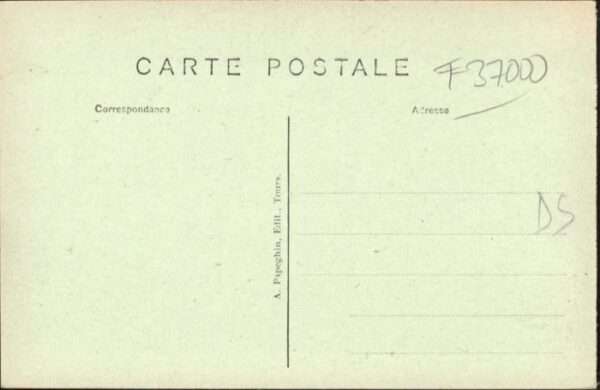 CARTE POSTALE F37000
Correspondance
Adresse
A. Papeghin, Edit., Tours.
DS